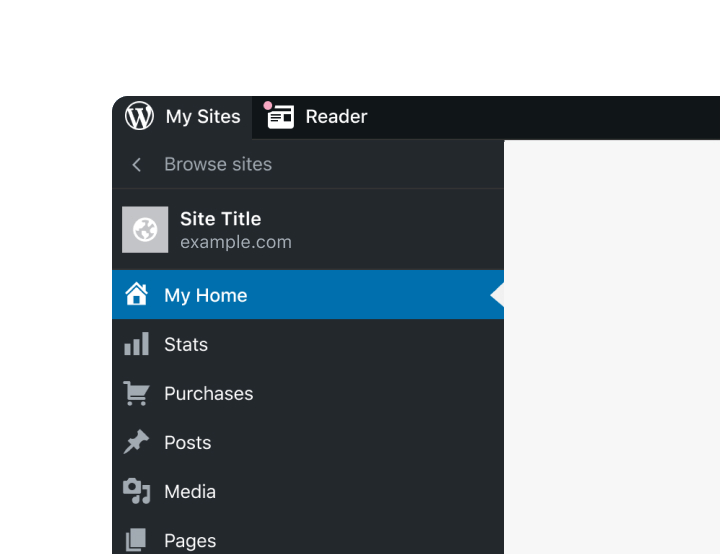 My Sites Reader
Browse sites
Site Title
example.com
My Home
Stats
Purchases
Posts
Media
Pages